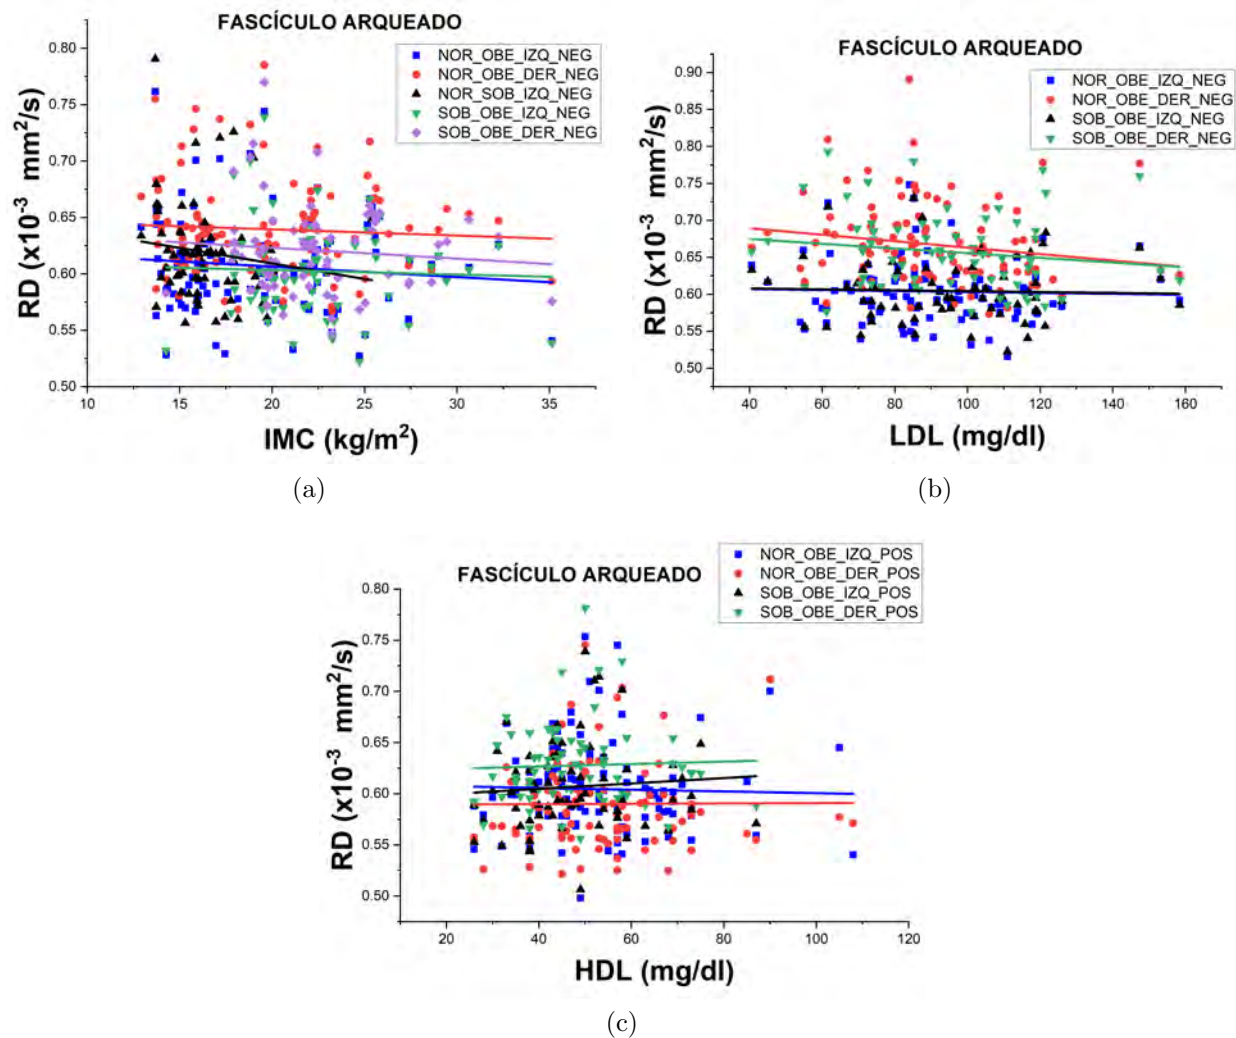 FASCÍCULO ARQUEADO
NOR_OBE_IZQ_NEG
NOR_OBE_DER_NEG
NOR_SOB_IZQ_NEG
SOB_OBE_IZQ_NEG
SOB_OBE_DER_NEG
0.80
0.75
0.70
0.65
0.60
0.55
0.50
RD (x10⁻³ mm²/s)
10 15 20 25 30 35
IMC (kg/m²)
(a)
FASCÍCULO ARQUEADO
NOR_OBE_IZQ_NEG
NOR_OBE_DER_NEG
SOB_OBE_IZQ_NEG
SOB_OBE_DER_NEG
0.90
0.85
0.80
0.75
0.70
0.65
0.60
0.55
0.50
RD (x10⁻³ mm²/s)
40 60 80 100 120 140 160
LDL (mg/dl)
(b)
FASCÍCULO ARQUEADO
NOR_OBE_IZQ_POS
NOR_OBE_DER_POS
SOB_OBE_IZQ_POS
SOB_OBE_DER_POS
0.80
0.75
0.70
0.65
0.60
0.55
0.50
RD (x10⁻³ mm²/s)
20 40 60 80 100 120
HDL (mg/dl)
(c)